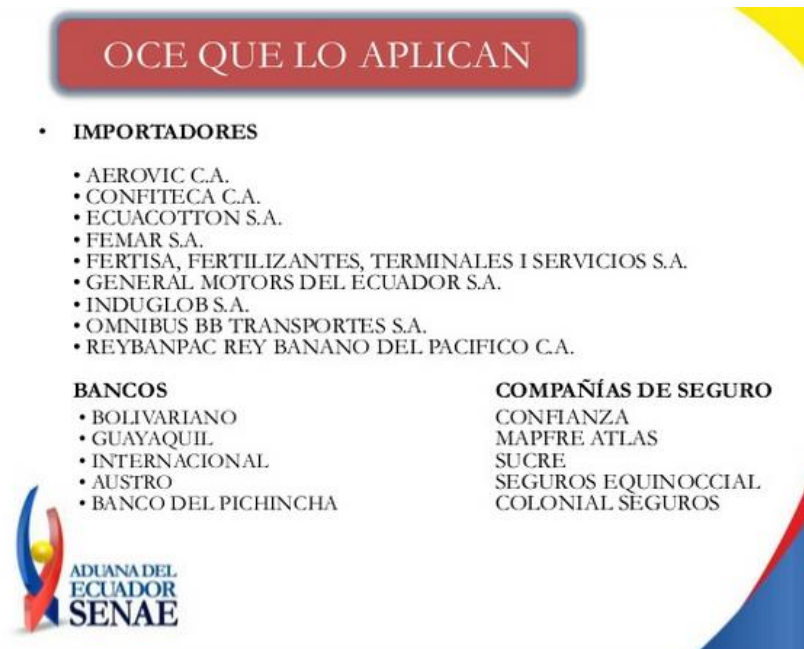 OCE QUE LO APLICAN
• IMPORTADORES
• AEROVIC C.A.
• CONFITECA C.A.
• ECUACOTTON S.A.
• FEMAR S.A.
• FERTISA, FERTILIZANTES, TERMINALES I SERVICIOS S.A.
• GENERAL MOTORS DEL ECUADOR S.A.
• INDUGLOB S.A.
• OMNIBUS BB TRANSPORTES S.A.
• REYBANPAC REY BANANO DEL PACIFICO C.A.
BANCOS
• BOLIVARIANO
• GUAYAQUIL
• INTERNACIONAL
• AUSTRO
• BANCO DEL PICHINCHA
COMPAÑÍAS DE SEGURO
CONFIANZA
MAPFRE ATLAS
SUCRE
SEGUROS EQUINOCCIAL
COLONIAL SEGUROS
ADUANA DEL
ECUADOR
SENAE